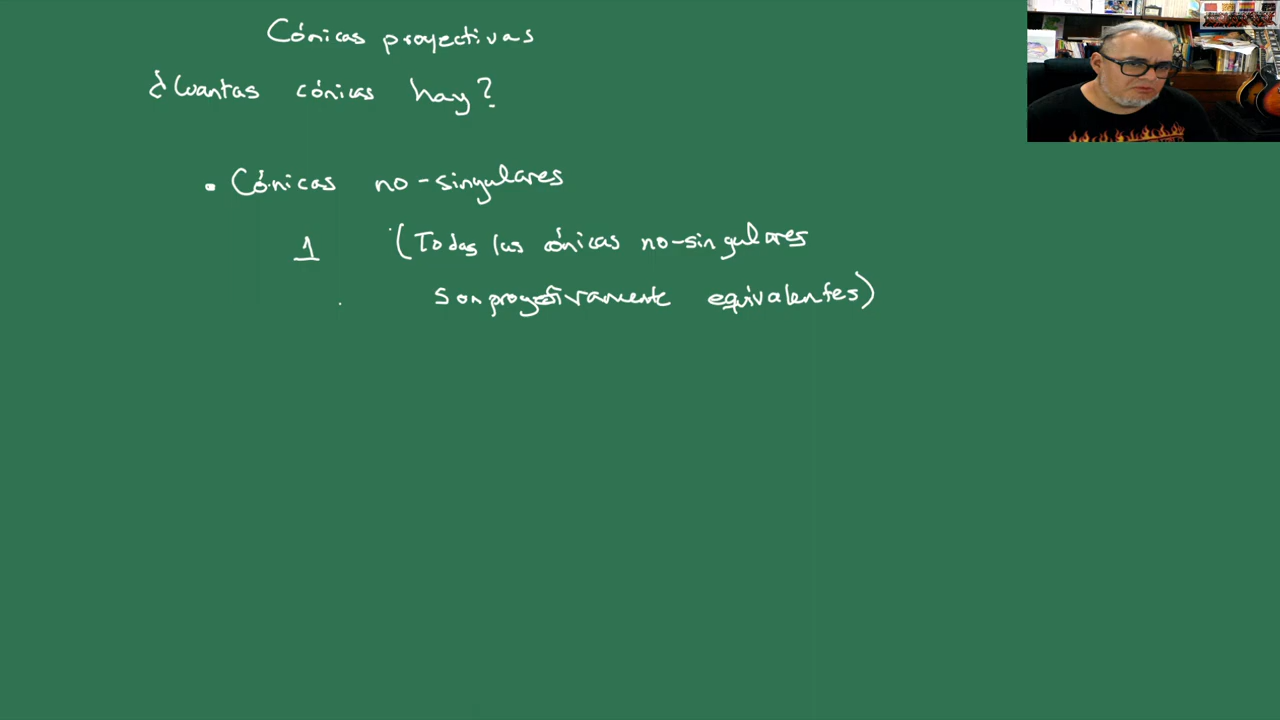 Cónicas proyectivas
¿Cuantas cónicas hay?
• Cónicas no-singulares
1 (Todas las cónicas no-singulares
son proyectivamente equivalentes)